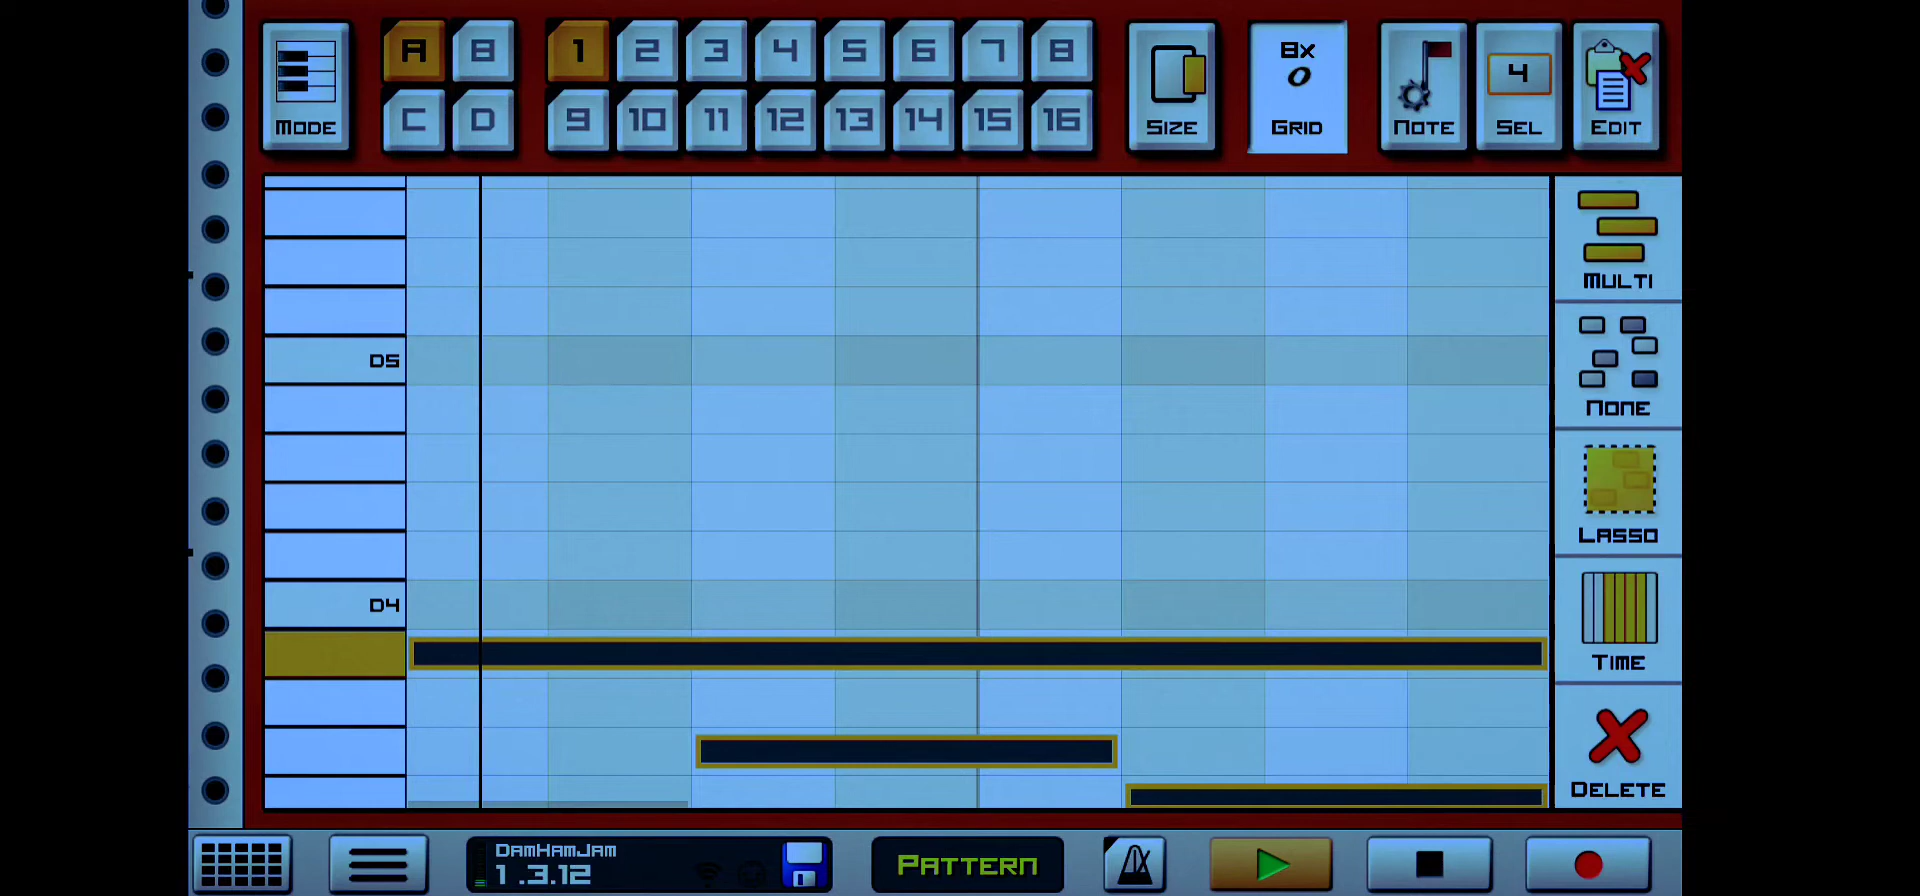 MODE
A B
C D
1 2 3 4 5 6 7 8
9 10 11 12 13 14 15 16
SIZE
8x
GRID
NOTE
4
SEL
EDIT
MULTI
NONE
LASSO
TIME
DELETE
D5
D4
DAMHAMJAM
1 .3.12
PATTERN